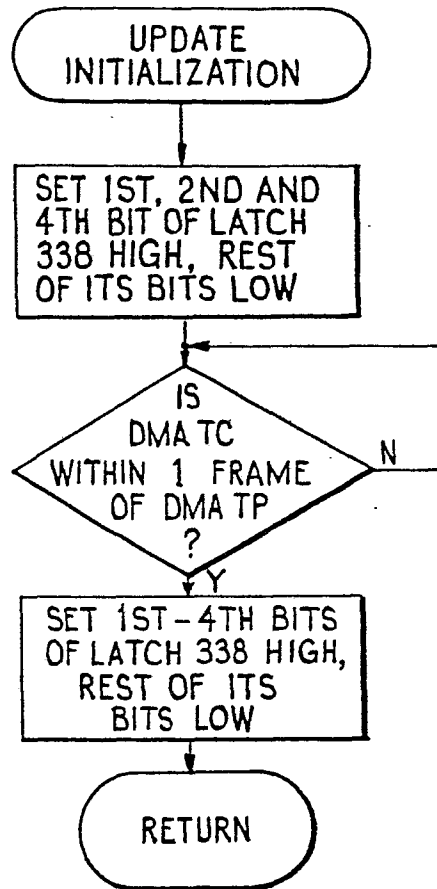 UPDATE
INITIALIZATION
SET 1ST, 2ND AND
4TH BIT OF LATCH
338 HIGH, REST
OF ITS BITS LOW
IS
DMA TC
WITHIN 1 FRAME
OF DMA TP
?
N
Y
SET 1ST-4TH BITS
OF LATCH 338 HIGH,
REST OF ITS
BITS LOW
RETURN